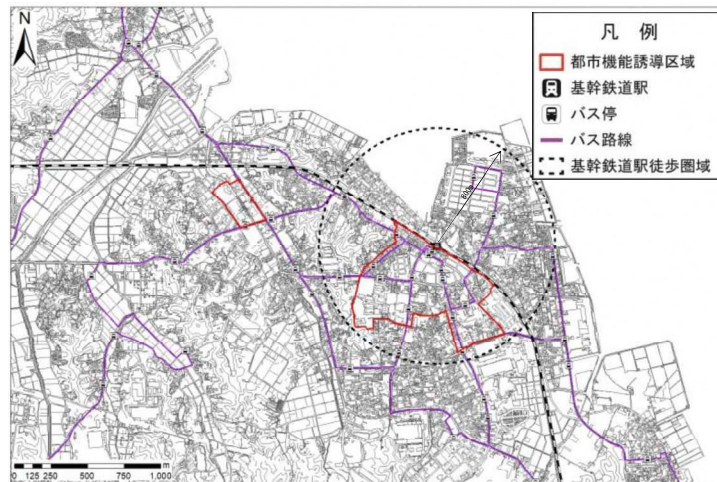 N
凡 例
都市機能誘導区域
基幹鉄道駅
バス停
バス路線
基幹鉄道駅徒歩圏域
800m
0 125 250 500 750 1,000 m